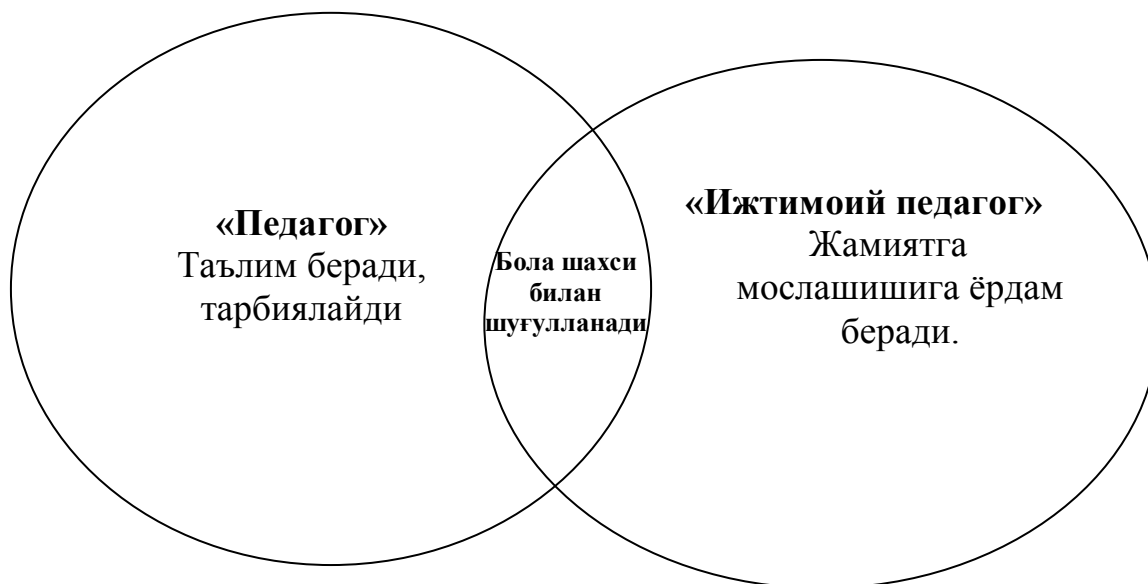 «Педагог»
Таълим беради,
тарбиялайди
Бола шахси
билан
шуғулланади
«Ижтимоий педагог»
Жамиятга
мослашишига ёрдам
беради.